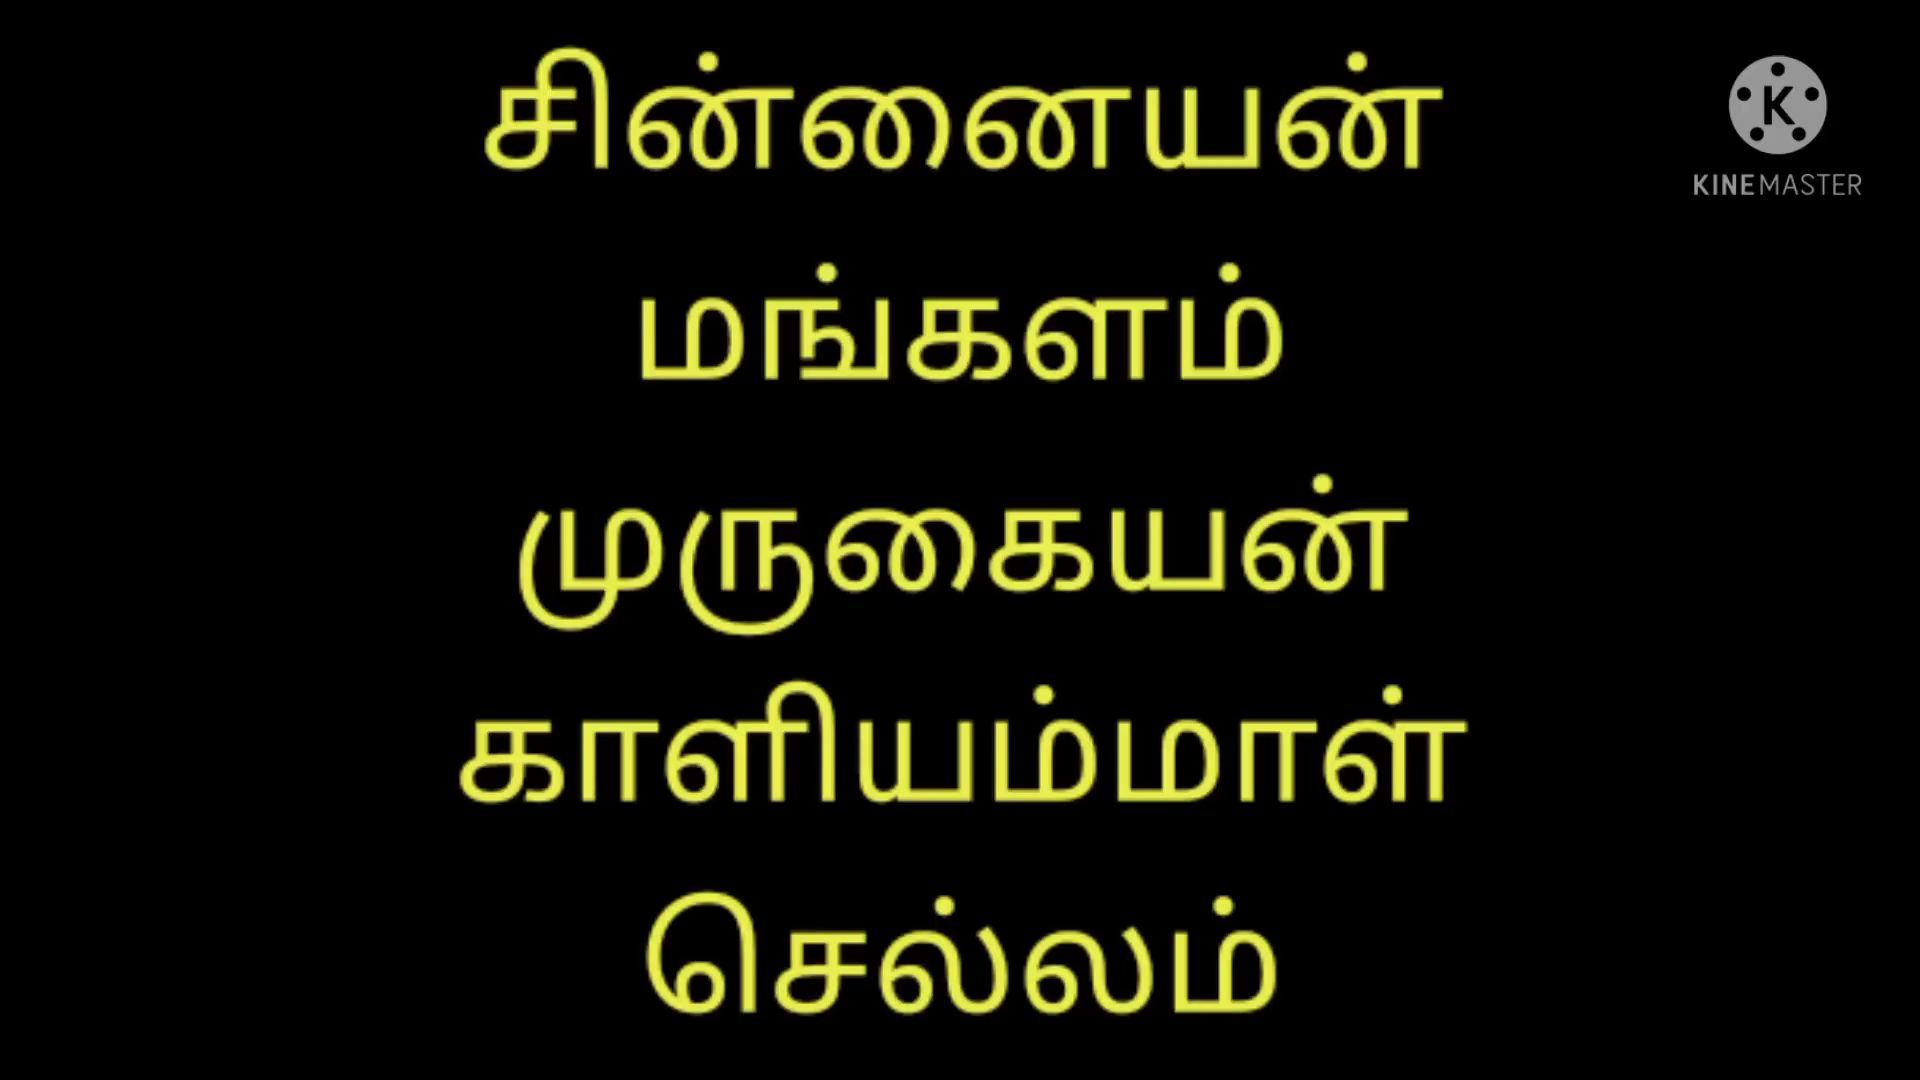 சின்னையன்
மங்களம்
முருகையன்
காளியம்மாள்
செல்லம்
K
KINEMASTER